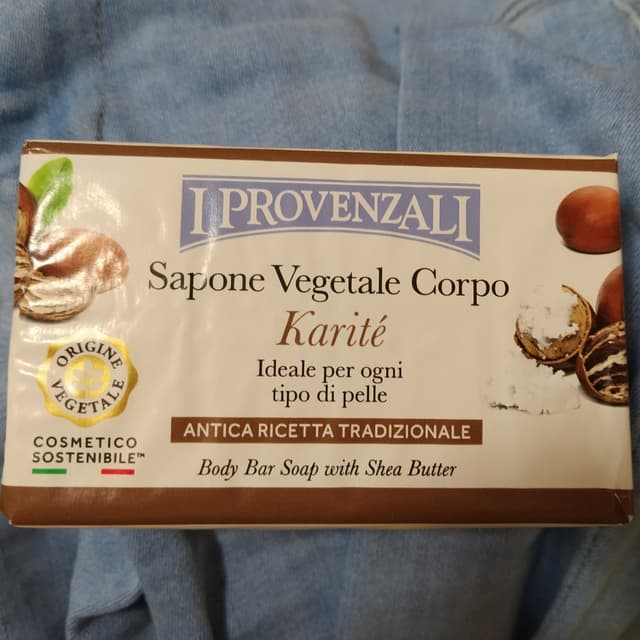 I PROVENZALI
Sapone Vegetale Corpo
Karité
Ideale per ogni
tipo di pelle
ANTICA RICETTA TRADIZIONALE
Body Bar Soap with Shea Butter
ORIGINE
VEGETALE
COSMETICO
SOSTENIBILE™